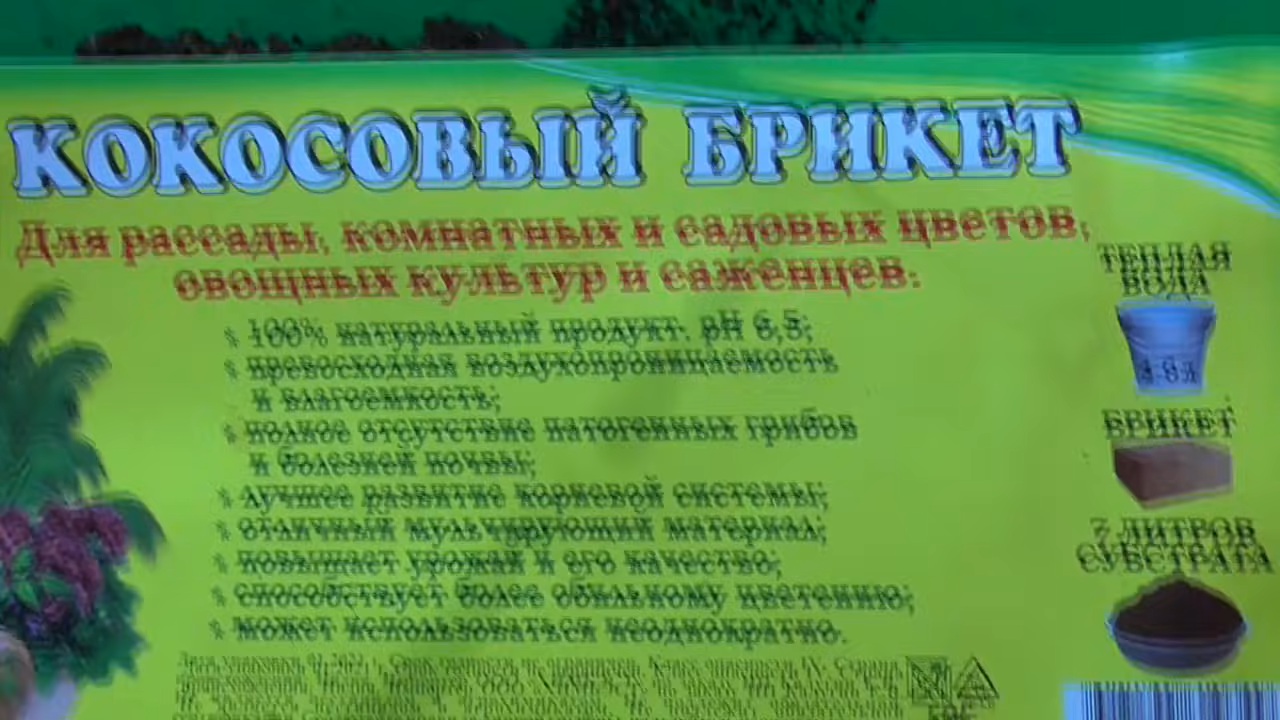 КОКОСОВЫЙ БРИКЕТ
Для рассады, комнатных и садовых цветов,
овощных культур и саженцев.
100% натуральный продукт. pH 6,5;
превосходная воздухопроницаемость
и влагоемкость;
полное отсутствие патогенных грибов
и болезней почвы;
лучшее развитие корневой системы;
отличный мульчирующий материал;
повышает урожай и его качество;
способствует более обильному цветению;
может использоваться неоднократно.
ТЕПЛАЯ
ВОДА
БРИКЕТ
7 ЛИТРОВ
СУБСТРАТА